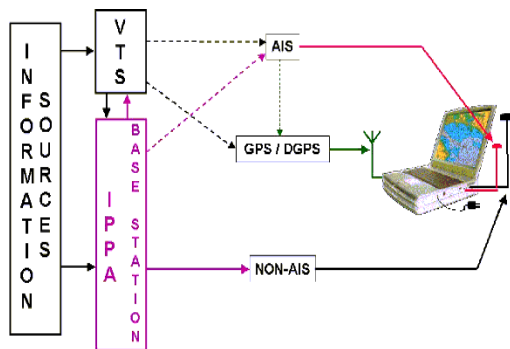 INFORMATION
SOURCES
VTS
IPPA
BASE STATION
AIS
GPS / DGPS
NON-AIS